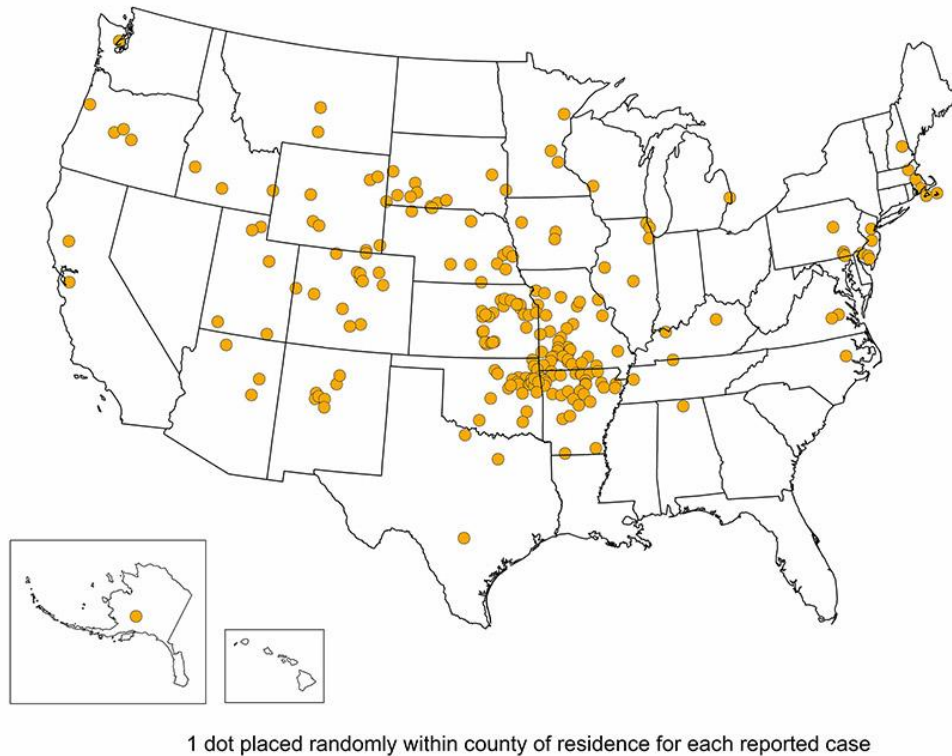 1 dot placed randomly within county of residence for each reported case